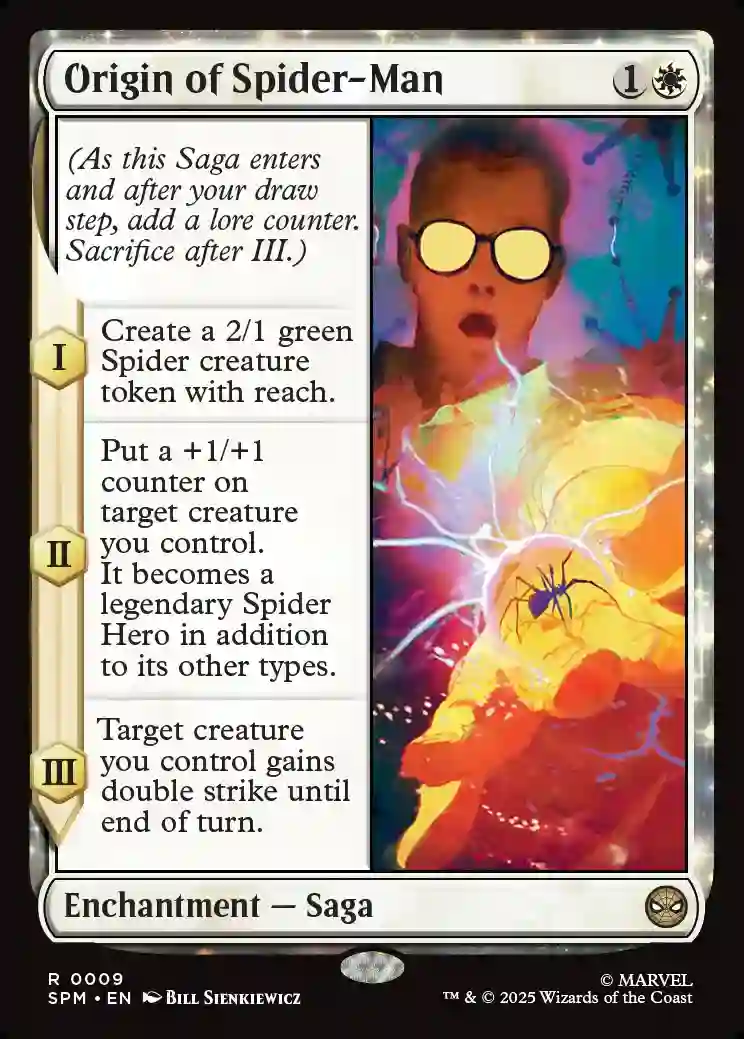 Origin of Spider-Man 1
(As this Saga enters
and after your draw
step, add a lore counter.
Sacrifice after III.)
I
Create a 2/1 green
Spider creature
token with reach.
II
Put a +1/+1
counter on
target creature
you control.
It becomes a
legendary Spider
Hero in addition
to its other types.
III
Target creature
you control gains
double strike until
end of turn.
Enchantment — Saga
R 0009
SPM • EN Bill Sienkiewicz
© MARVEL
™ & © 2025 Wizards of the Coast